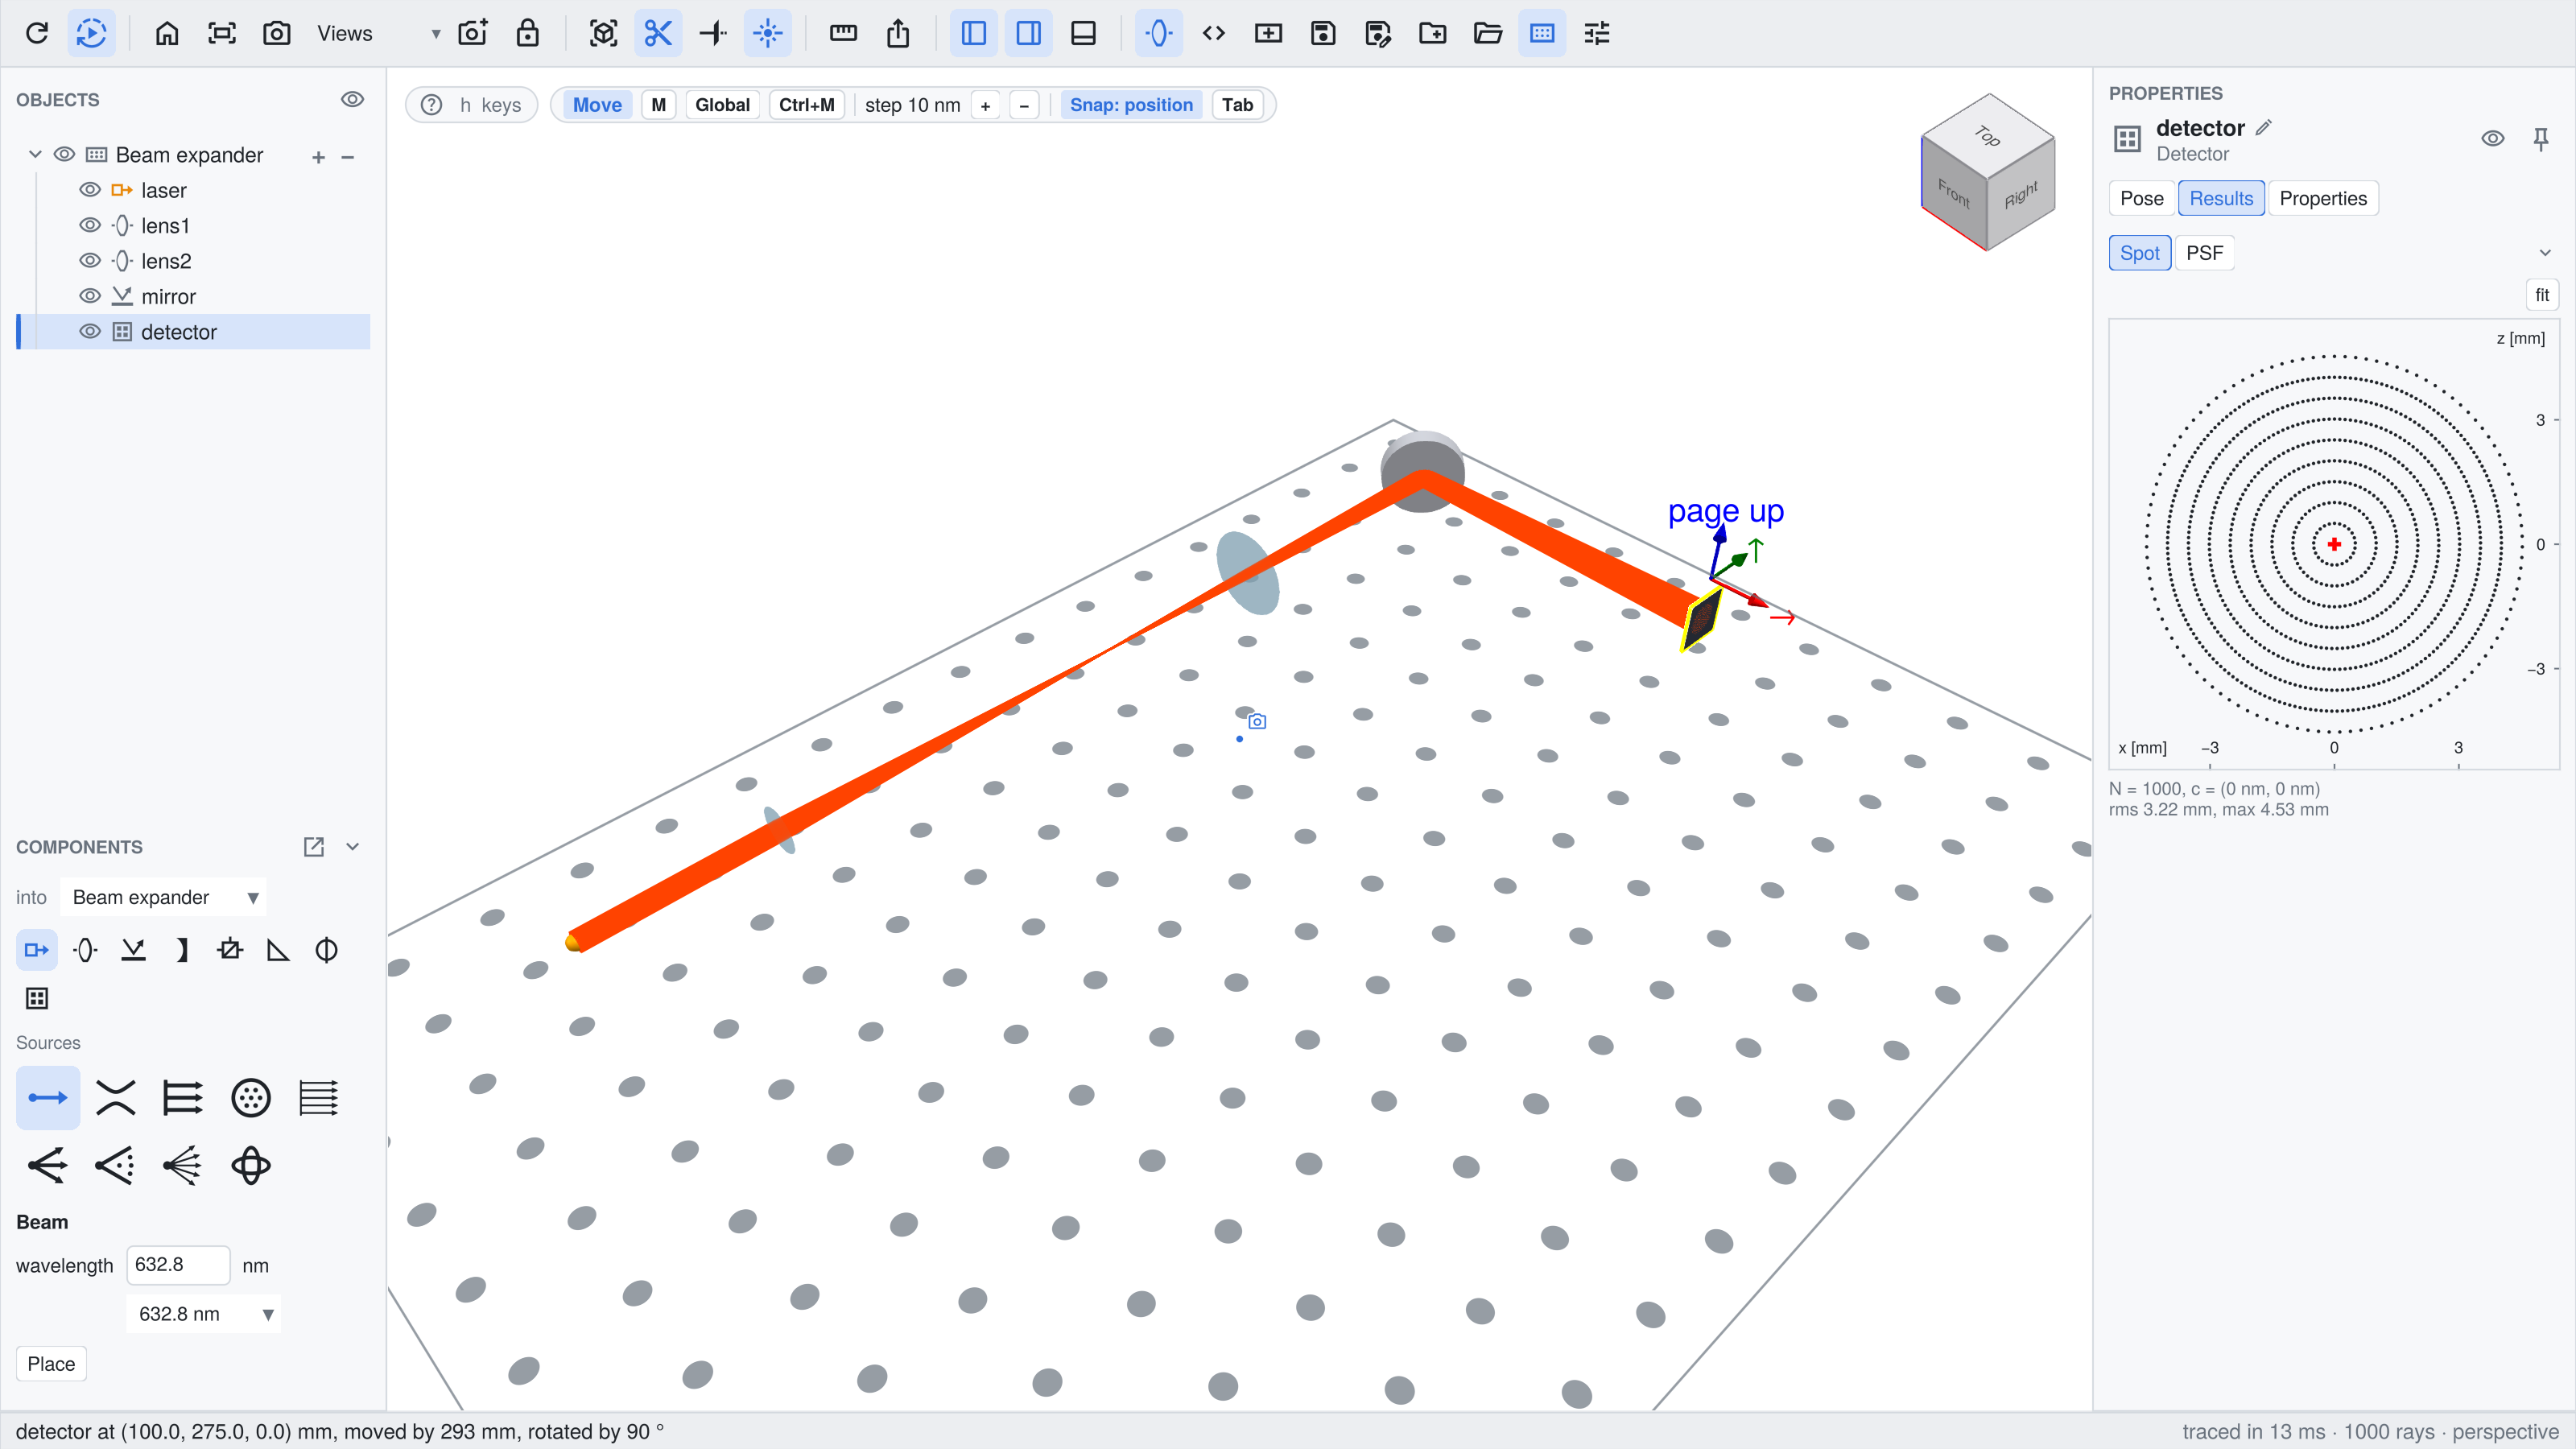 Views
OBJECTS
Beam expander
+ −
laser
lens1
lens2
mirror
detector
COMPONENTS
into Beam expander
Sources
Beam
wavelength 632.8 nm
632.8 nm
Place
h keys
Move M Global Ctrl+M step 10 nm + − Snap: position Tab
Top
Front
Right
page up
PROPERTIES
detector
Detector
Pose Results Properties
Spot PSF
fit
z [mm]
3
0
−3
x [mm] −3 0 3
N = 1000, c = (0 nm, 0 nm)
rms 3.22 mm, max 4.53 mm
detector at (100.0, 275.0, 0.0) mm, moved by 293 mm, rotated by 90 °
traced in 13 ms · 1000 rays · perspective